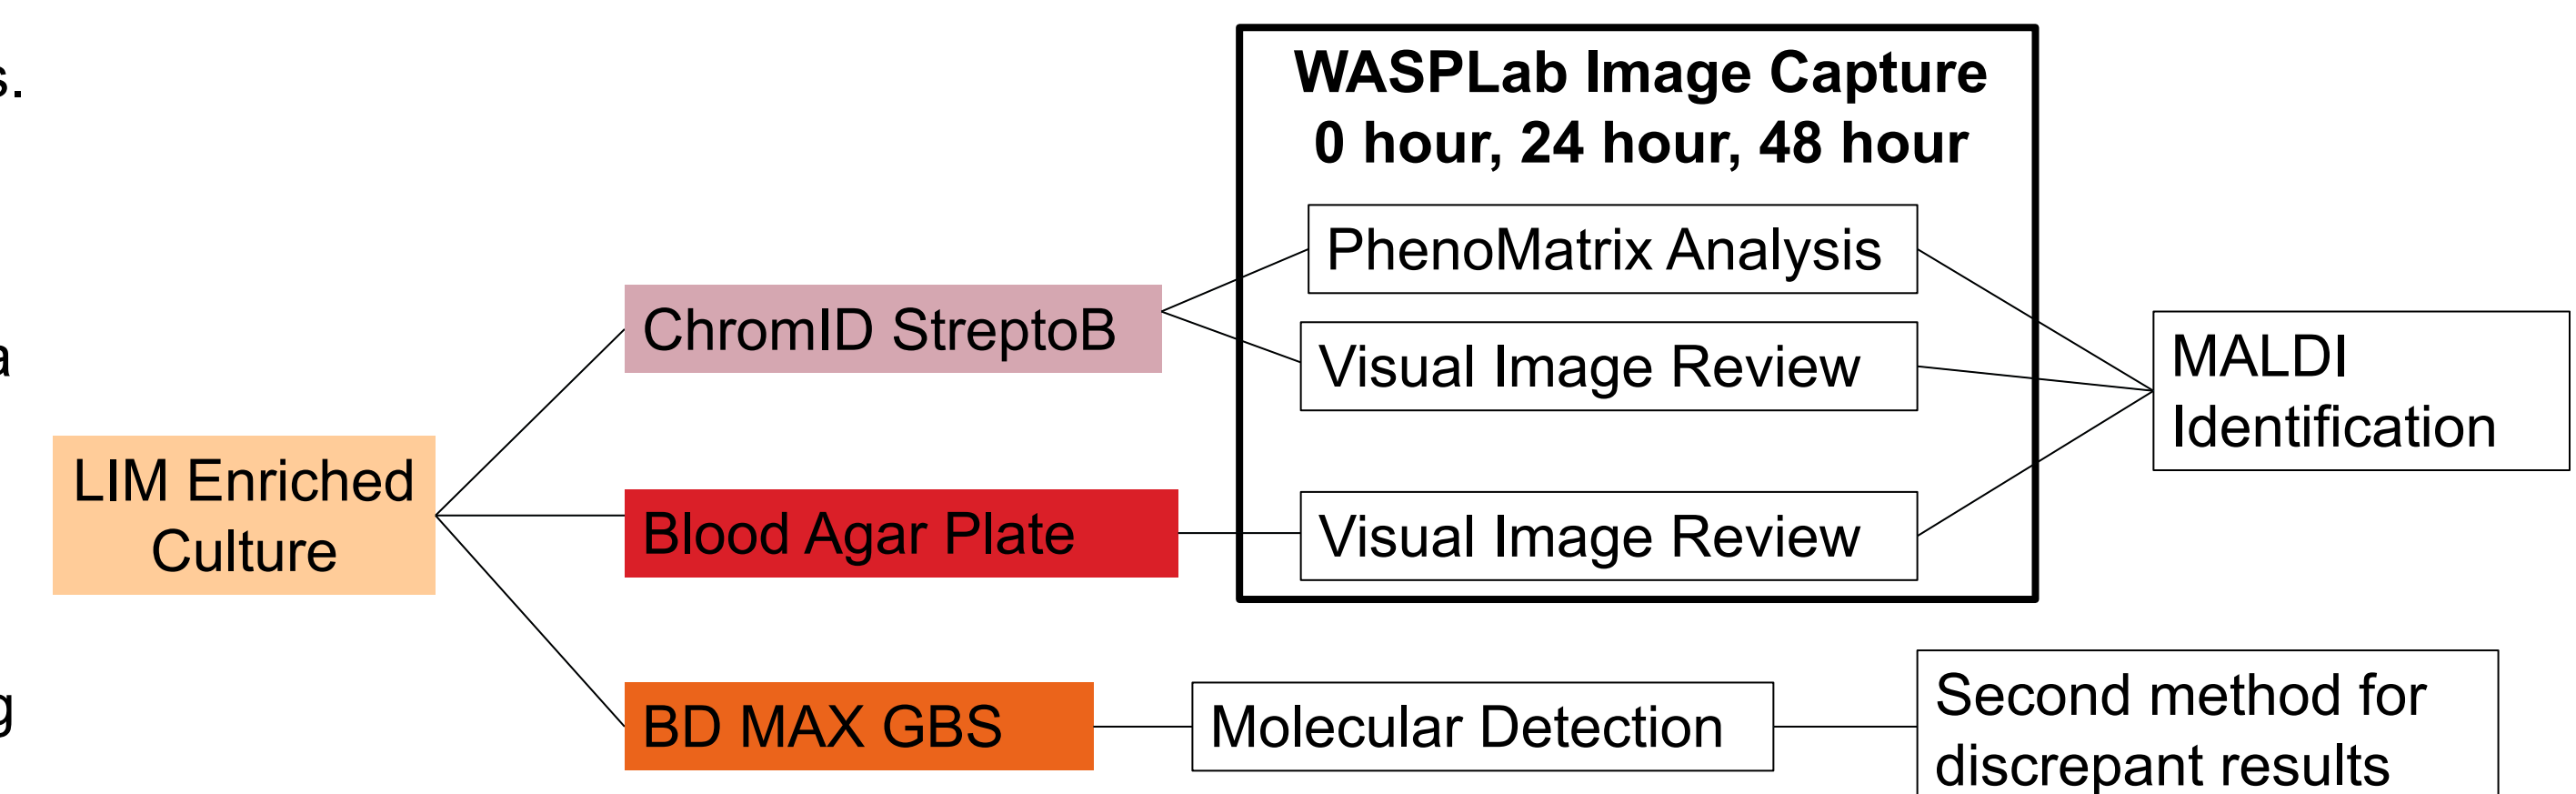 s.
a
g
WASPLab Image Capture
0 hour, 24 hour, 48 hour
PhenoMatrix Analysis
ChromID StreptoB
Visual Image Review
MALDI
Identification
LIM Enriched
Culture
Blood Agar Plate
Visual Image Review
BD MAX GBS
Molecular Detection
Second method for
discrepant results